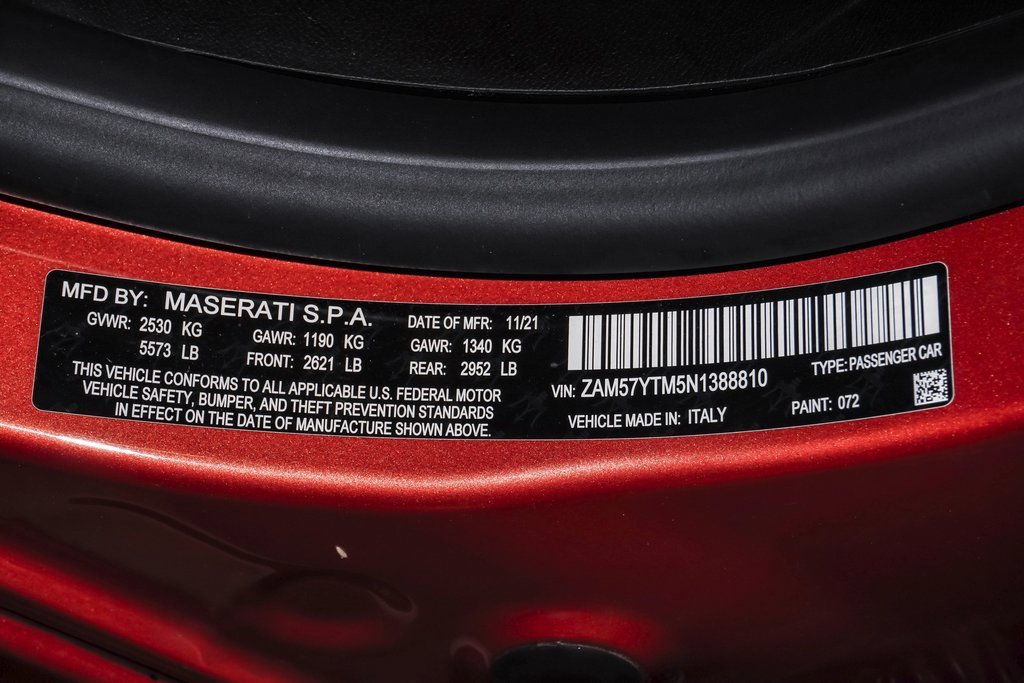 MFD BY: MASERATI S.P.A. DATE OF MFR: 11/21
GVWR: 2530 KG GAWR: 1190 KG GAWR: 1340 KG
5573 LB FRONT: 2621 LB REAR: 2952 LB
THIS VEHICLE CONFORMS TO ALL APPLICABLE U.S. FEDERAL MOTOR
VEHICLE SAFETY, BUMPER, AND THEFT PREVENTION STANDARDS
IN EFFECT ON THE DATE OF MANUFACTURE SHOWN ABOVE.
TYPE: PASSENGER CAR
VIN: ZAM57YTM5N1388810
VEHICLE MADE IN: ITALY PAINT: 072